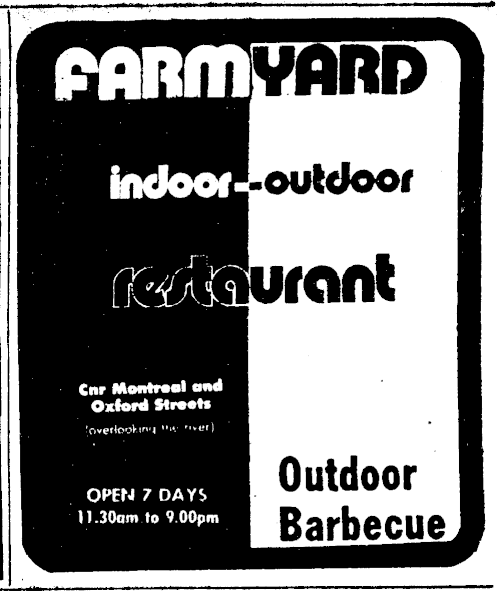 FARMYARD
indoor--outdoor
restaurant
Cnr Montreal and
Oxford Streets
(overlooking the river)
OPEN 7 DAYS
11.30am to 9.00pm
Outdoor
Barbecue